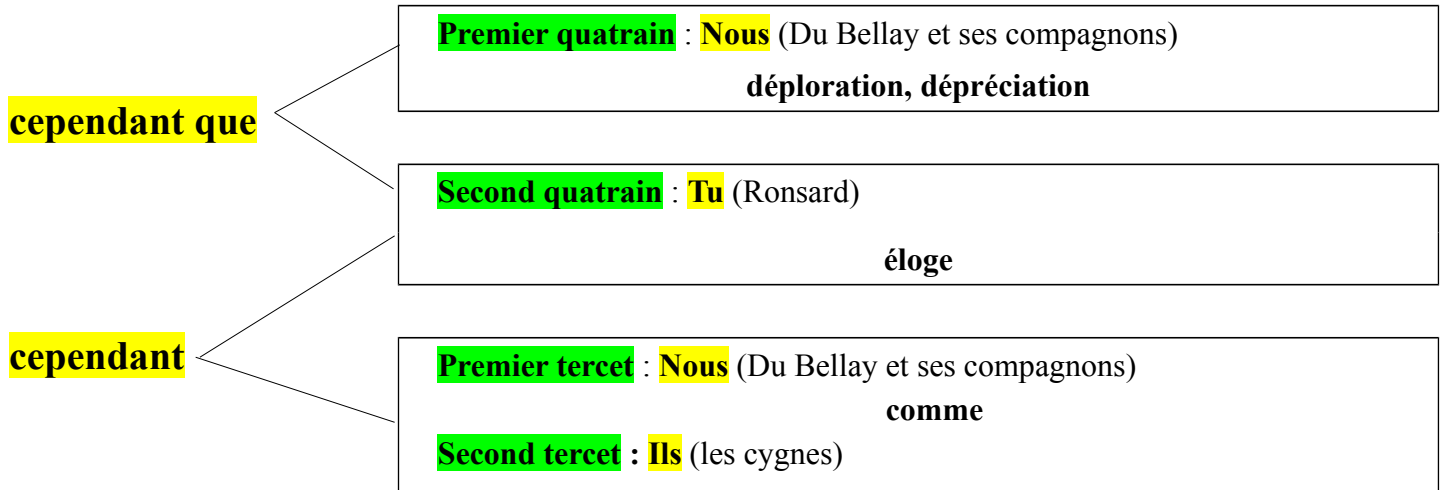 Premier quatrain : Nous (Du Bellay et ses compagnons)
déploration, dépréciation
cependant que
Second quatrain : Tu (Ronsard)
éloge
cependant
Premier tercet : Nous (Du Bellay et ses compagnons)
comme
Second tercet : Ils (les cygnes)